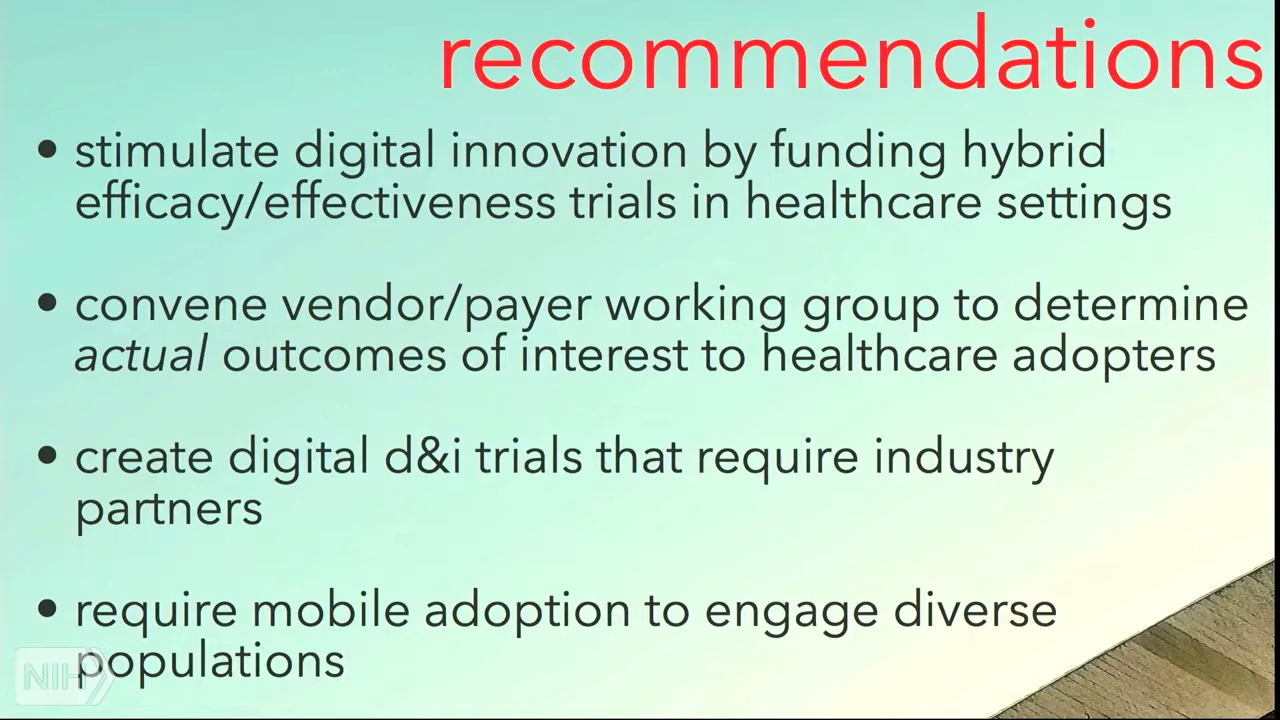 recommendations
• stimulate digital innovation by funding hybrid
efficacy/effectiveness trials in healthcare settings
• convene vendor/payer working group to determine
actual outcomes of interest to healthcare adopters
• create digital d&i trials that require industry
partners
• require mobile adoption to engage diverse
populations
NIH